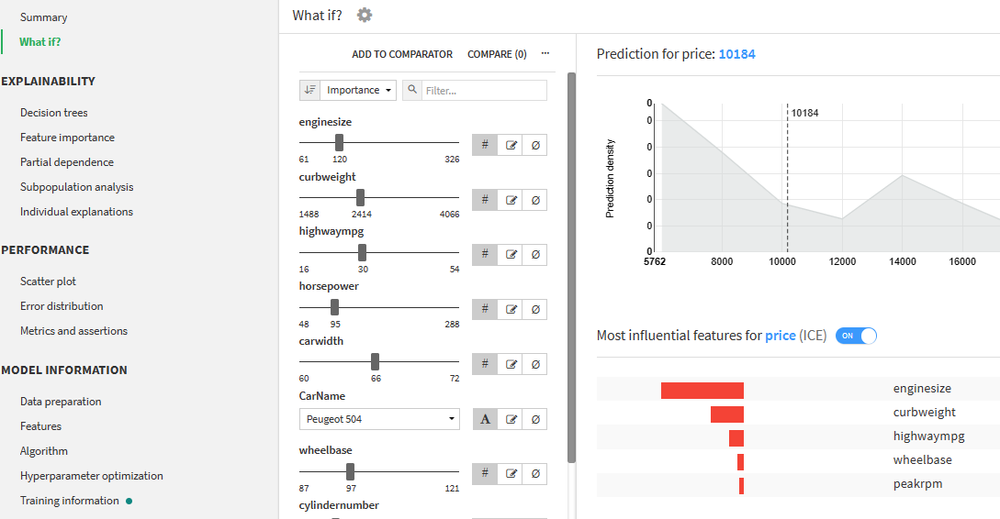 Summary
What if?
EXPLAINABILITY
Decision trees
Feature importance
Partial dependence
Subpopulation analysis
Individual explanations
PERFORMANCE
Scatter plot
Error distribution
Metrics and assertions
MODEL INFORMATION
Data preparation
Features
Algorithm
Hyperparameter optimization
Training information
What if?
ADD TO COMPARATOR COMPARE (0) ...
Importance Filter...
enginesize
# Ø
61 120 326
curbweight
# Ø
1488 2414 4066
highwaympg
# Ø
16 30 54
horsepower
# Ø
48 95 288
carwidth
# Ø
60 66 72
CarName
Peugeot 504 A Ø
wheelbase
# Ø
87 97 121
cylindernumber
Prediction for price: 10184
Prediction density
0
0
0
0
0
0
0
10184
5762 8000 10000 12000 14000 16000
Most influential features for price (ICE) ON
enginesize
curbweight
highwaympg
wheelbase
peakrpm